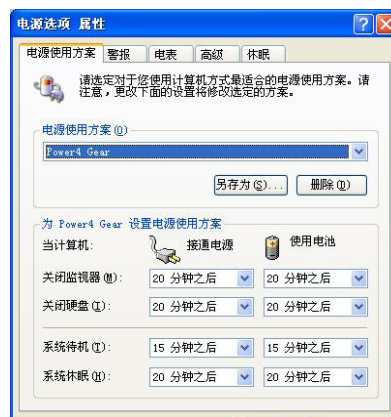 电源选项 属性
电源使用方案 警报 电表 高级 休眠
请选定对于您使用计算机方式最适合的电源使用方案。请
注意，更改下面的设置将修改选定的方案。
电源使用方案(U)
Power4 Gear
另存为(S)... 删除(D)
为 Power4 Gear 设置电源使用方案
当计算机: 接通电源 使用电池
关闭监视器(M): 20 分钟之后 20 分钟之后
关闭硬盘(I): 20 分钟之后 20 分钟之后
系统待机(T): 15 分钟之后 15 分钟之后
系统休眠(H): 20 分钟之后 20 分钟之后